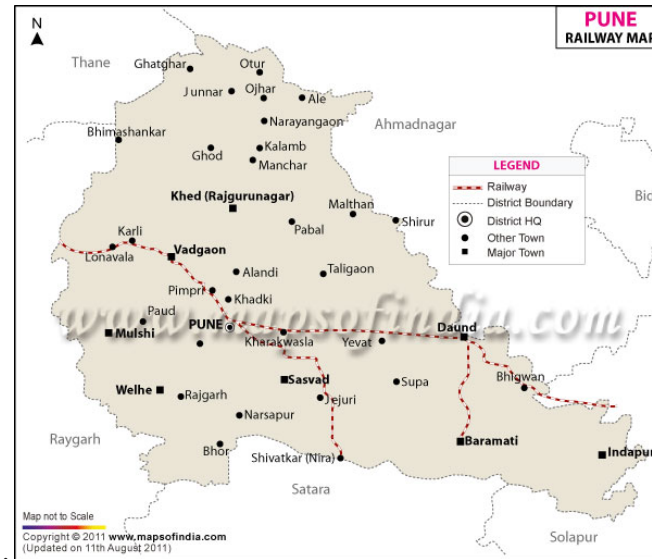 PUNE
RAILWAY MAP
N
Thane
Ghatghar
Otur
Junnar
Ojhar
Ale
Narayangaon
Ahmadnagar
Bhimashankar
Ghod
Kalamb
Manchar
LEGEND
Railway
District Boundary
District HQ
Other Town
Major Town
Khed (Rajgurunagar)
Malthan
Shirur
Pabal
Karli
Lonavala
Vadgaon
Alandi
Taligaon
Pimpri
Khadki
www.mapsofindia.com
Paud
PUNE
Mulshi
Kharakwasla
Yevat
Daund
Welhe
Rajgarh
Sasvad
Jejuri
Supa
Bhigwan
Narsapur
Raygarh
Bhor
Shivatkar (Nira)
Baramati
Indapur
Satara
Solapur
Map not to Scale
Copyright © 2011 www.mapsofindia.com
(Updated on 11th August 2011)